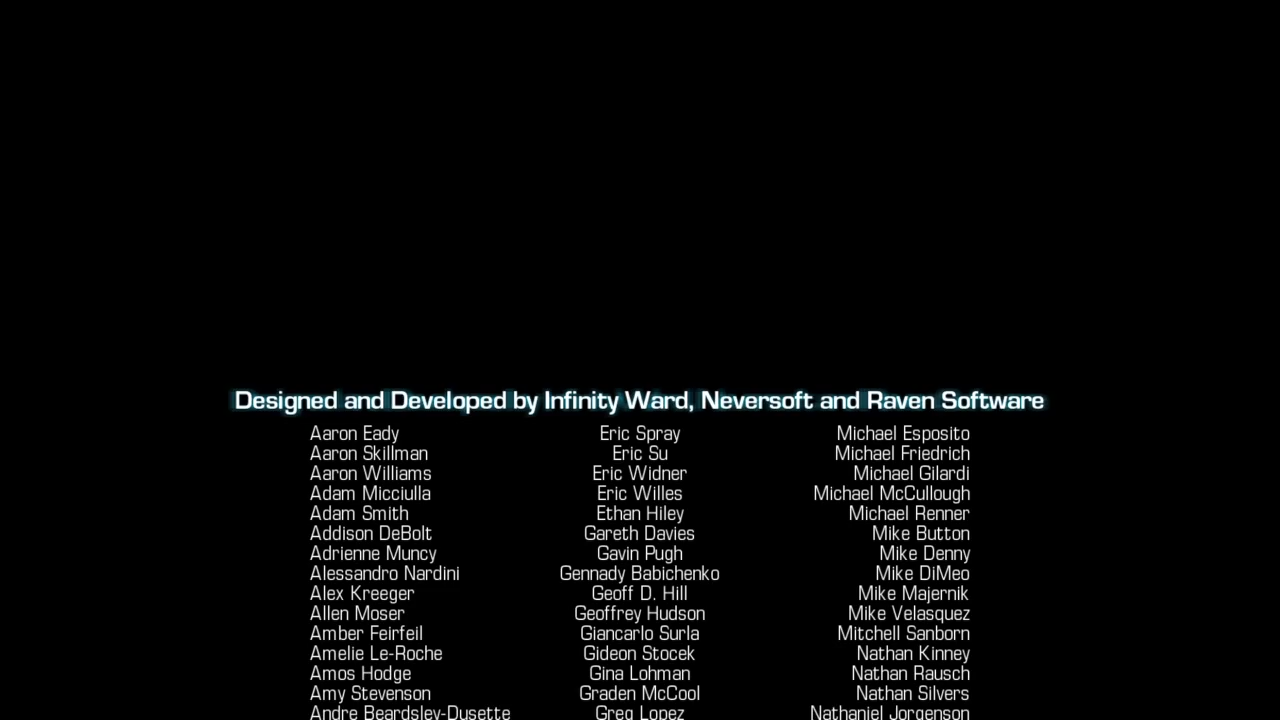 Designed and Developed by Infinity Ward, Neversoft and Raven Software
Aaron Eady Eric Spray Michael Esposito
Aaron Skillman Eric Su Michael Friedrich
Aaron Williams Eric Widner Michael Gilardi
Adam Micciulla Eric Willes Michael McCullough
Adam Smith Ethan Hiley Michael Renner
Addison DeBolt Gareth Davies Mike Button
Adrienne Muncy Gavin Pugh Mike Denny
Alessandro Nardini Gennady Babichenko Mike DiMeo
Alex Kreeger Geoff D. Hill Mike Majernik
Allen Moser Geoffrey Hudson Mike Velasquez
Amber Feirfeil Giancarlo Surla Mitchell Sanborn
Amelie Le-Roche Gideon Stocek Nathan Kinney
Amos Hodge Gina Lohman Nathan Rausch
Amy Stevenson Graden McCool Nathan Silvers
Andre Beardsley-Dusette Greg Lopez Nathaniel Jorgenson